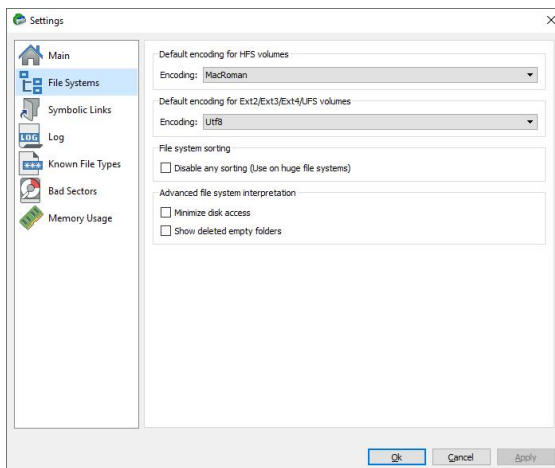 Settings
Main
File Systems
Symbolic Links
LOG
Log
Known File Types
Bad Sectors
Memory Usage
Default encoding for HFS volumes
Encoding: MacRoman
Default encoding for Ext2/Ext3/Ext4/UFS volumes
Encoding: Utf8
File system sorting
Disable any sorting (Use on huge file systems)
Advanced file system interpretation
Minimize disk access
Show deleted empty folders
Ok Cancel Apply